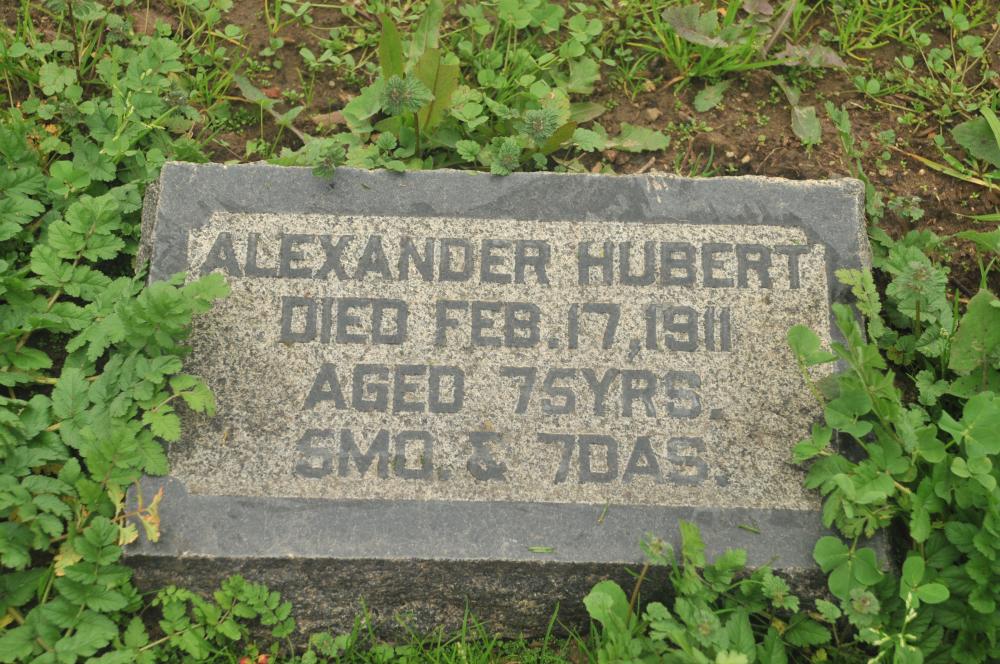 ALEXANDER HUBERT
DIED FEB. 17, 1911
AGED 75YRS.
5MO. & 7DAS.